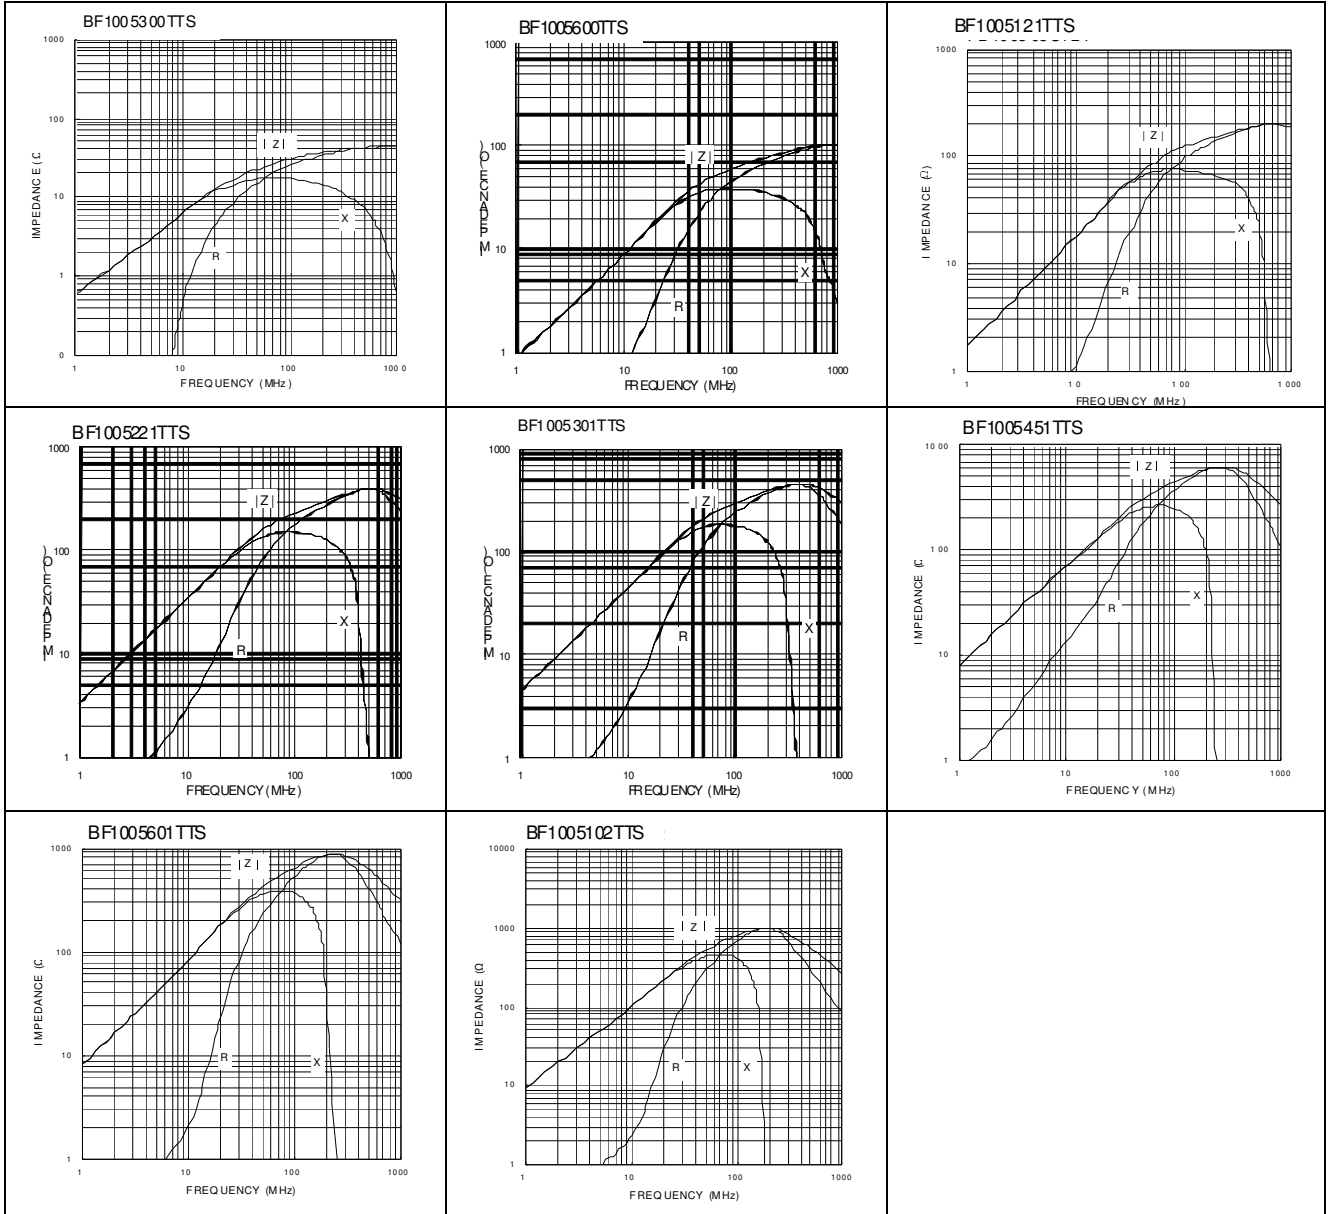 BF1005300TTS
1000
100
10
1
0
IMPEDANCE(Ω
|Z|
X
R
1 10 100 1000
FREQUENCY (MHz)
BF1005600TTS
1000
100
10
1
IMPEDANCE(O)
|Z|
X
R
1 10 100 1000
FREQUENCY (MHz)
BF1005121TTS
1000
100
10
1
IMPEDANCE (Ω)
|Z|
X
R
1 10 100 1000
FREQUENCY (MHz)
BF1005221TTS
1000
100
10
1
IMPEDANCE(O)
|Z|
X
R
1 10 100 1000
FREQUENCY (MHz)
BF1005301TTS
1000
100
10
1
IMPEDANCE(O)
|Z|
R
X
1 10 100 1000
FREQUENCY (MHz)
BF1005451TTS
1000
100
10
1
IMPEDANCE (Ω
|Z|
X
R
1 10 100 1000
FREQUENCY (MHz)
BF1005601TTS
1000
100
10
1
IMPEDANCE (Ω
|Z|
R
X
1 10 100 1000
FREQUENCY (MHz)
BF1005102TTS
10000
1000
100
10
1
IMPEDANCE (Ω
|Z|
R
X
1 10 100 1000
FREQUENCY (MHz)